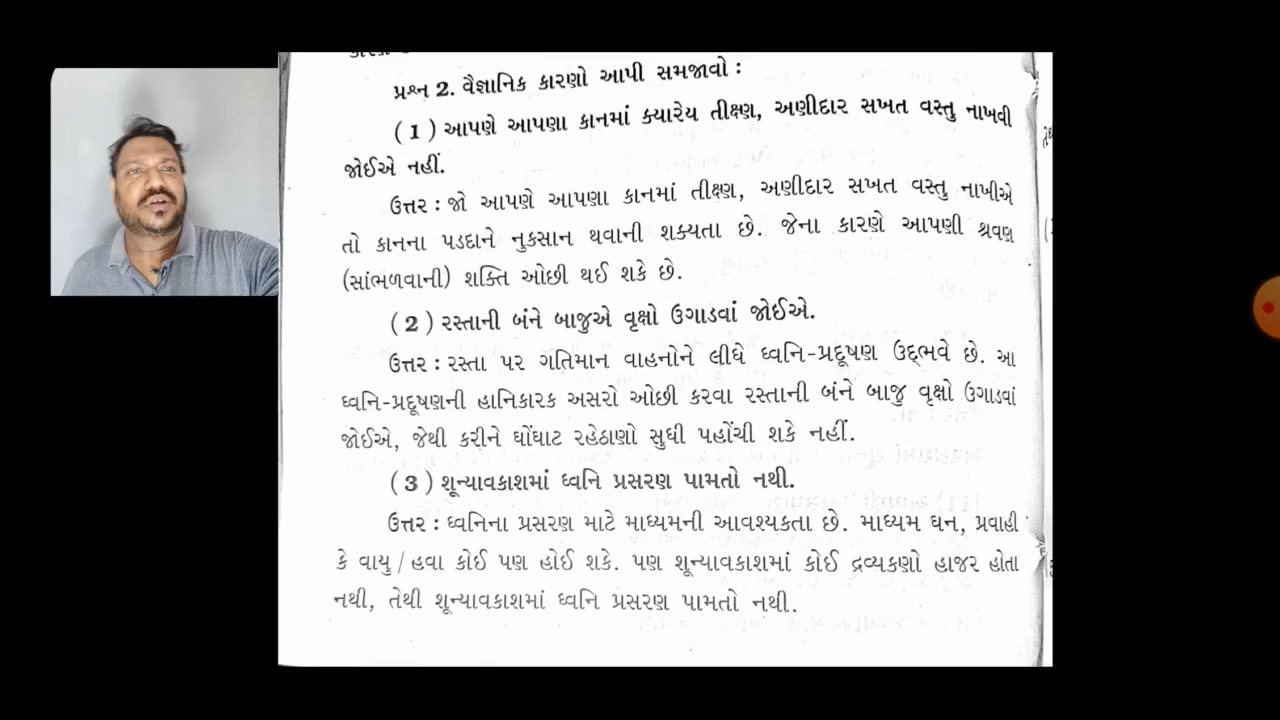 પ્રશ્ન 2. વૈજ્ઞાનિક કારણો આપી સમજાવો :
( 1 ) આપણે આપણા કાનમાં ક્યારેય તીક્ષ્ણ, અણીદાર સખત વસ્તુ નાખવી
જોઈએ નહીં.
ઉત્તર : જો આપણે આપણા કાનમાં તીક્ષ્ણ, અણીદાર સખત વસ્તુ નાખીએ
તો કાનના પડદાને નુકસાન થવાની શક્યતા છે. જેના કારણે આપણી શ્રવણ
(સાંભળવાની) શક્તિ ઓછી થઈ શકે છે.
( 2 ) રસ્તાની બંને બાજુએ વૃક્ષો ઉગાડવાં જોઈએ.
ઉત્તર : રસ્તા પર ગતિમાન વાહનોને લીધે ધ્વનિ-પ્રદૂષણ ઉદ્ભવે છે. આ
ધ્વનિ-પ્રદૂષણની હાનિકારક અસરો ઓછી કરવા રસ્તાની બંને બાજુ વૃક્ષો ઉગાડવાં
જોઈએ, જેથી કરીને ઘોંઘાટ રહેઠાણો સુધી પહોંચી શકે નહીં.
( 3 ) શૂન્યાવકાશમાં ધ્વનિ પ્રસરણ પામતો નથી.
ઉત્તર : ધ્વનિના પ્રસરણ માટે માધ્યમની આવશ્યકતા છે. માધ્યમ ઘન, પ્રવાહી
કે વાયુ / હવા કોઈ પણ હોઈ શકે. પણ શૂન્યાવકાશમાં કોઈ દ્રવ્યકણો હાજર હોતા
નથી, તેથી શૂન્યાવકાશમાં ધ્વનિ પ્રસરણ પામતો નથી.